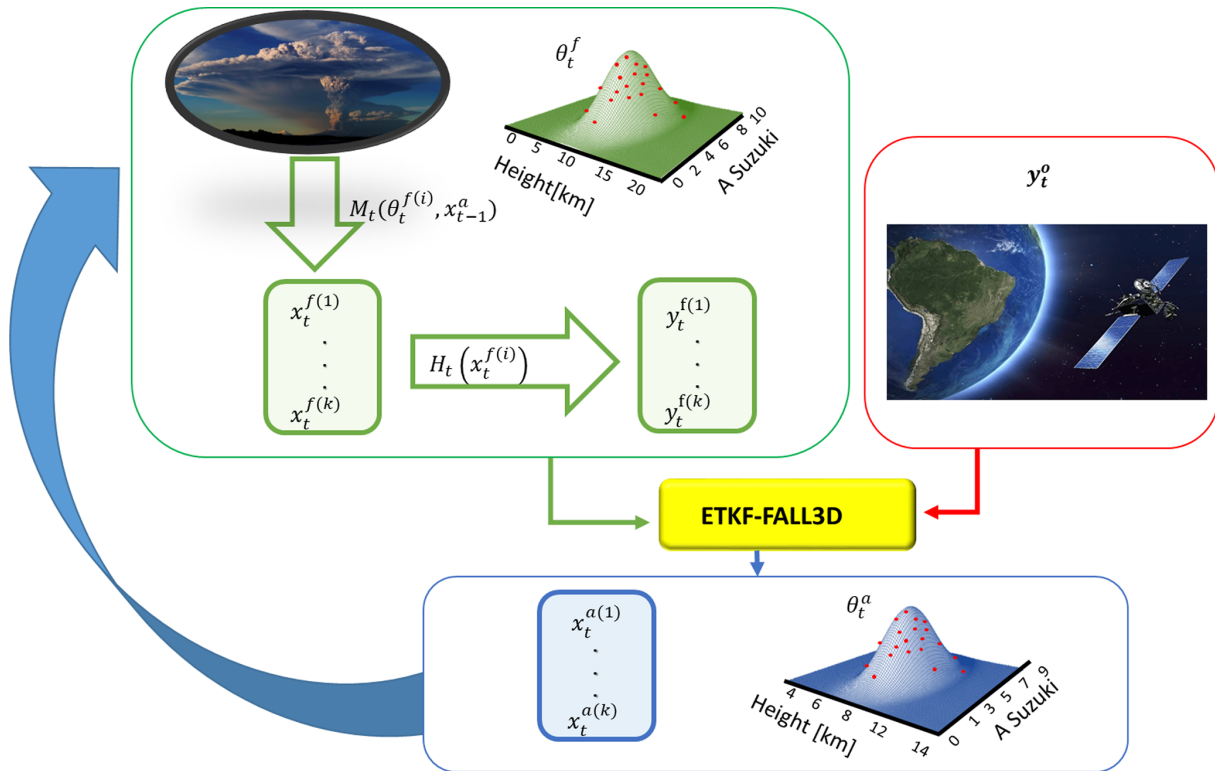 θ_t^f
0 5 10 15 20
Height[km]
0 2 4 6 8 10
A Suzuki
M_t(θ_t^{f(i)}, x_{t-1}^a)
x_t^{f(1)}
.
.
.
x_t^{f(k)}
H_t (x_t^{f(i)})
y_t^{f(1)}
.
.
.
y_t^{f(k)}
y_t^o
ETKF-FALL3D
x_t^{a(1)}
.
.
.
x_t^{a(k)}
θ_t^a
4 6 8 12 14
Height [km]
0 1 3 5 7 9
A Suzuki